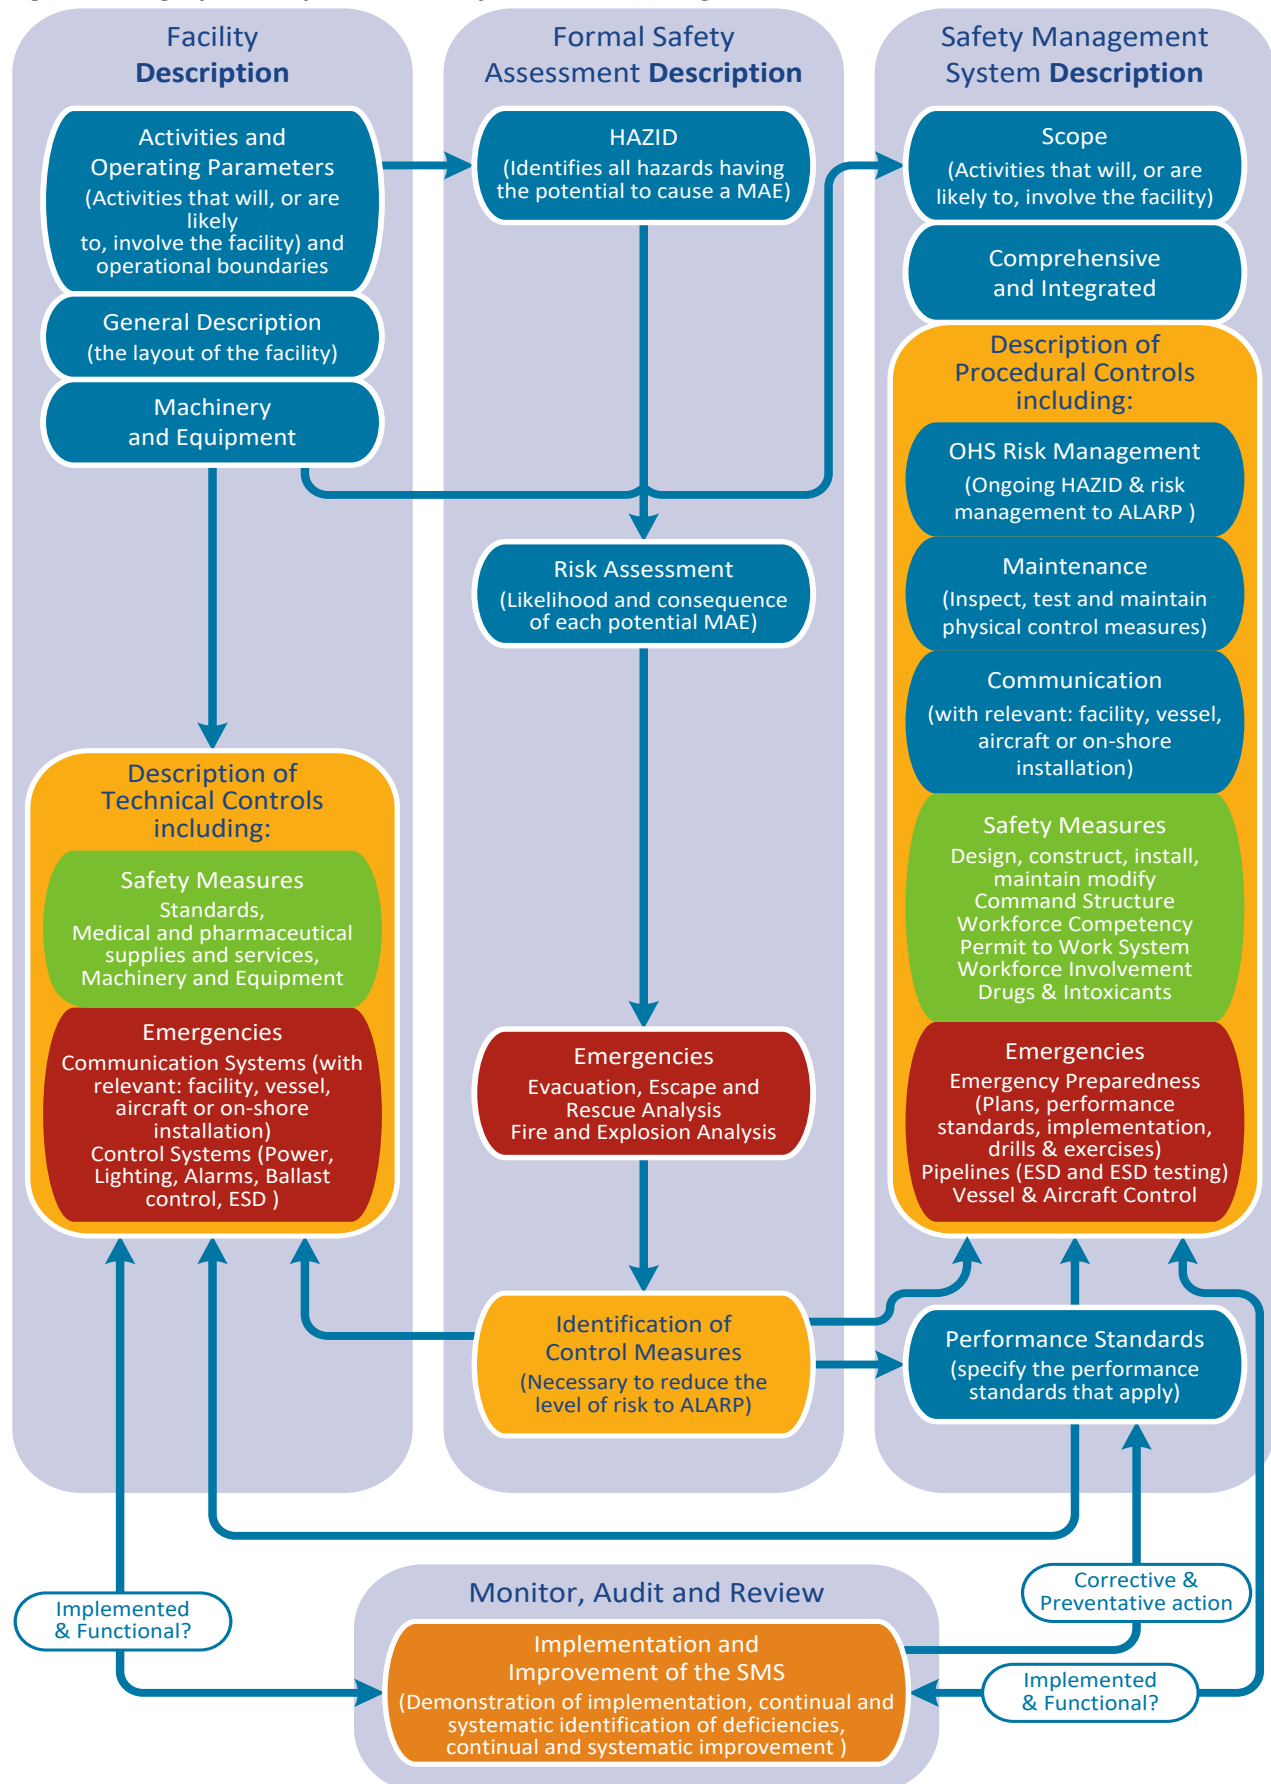 Facility
Description
Activities and
Operating Parameters
(Activities that will, or are
likely
to, involve the facility) and
operational boundaries
General Description
(the layout of the facility)
Machinery
and Equipment
Description of
Technical Controls
including:
Safety Measures
Standards,
Medical and pharmaceutical
supplies and services,
Machinery and Equipment
Emergencies
Communication Systems (with
relevant: facility, vessel,
aircraft or on-shore
installation)
Control Systems (Power,
Lighting, Alarms, Ballast
control, ESD )
Formal Safety
Assessment Description
HAZID
(Identifies all hazards having
the potential to cause a MAE)
Risk Assessment
(Likelihood and consequence
of each potential MAE)
Emergencies
Evacuation, Escape and
Rescue Analysis
Fire and Explosion Analysis
Identification of
Control Measures
(Necessary to reduce the
level of risk to ALARP)
Safety Management
System Description
Scope
(Activities that will, or are
likely to, involve the facility)
Comprehensive
and Integrated
Description of
Procedural Controls
including:
OHS Risk Management
(Ongoing HAZID & risk
management to ALARP )
Maintenance
(Inspect, test and maintain
physical control measures)
Communication
(with relevant: facility, vessel,
aircraft or on-shore
installation)
Safety Measures
Design, construct, install,
maintain modify
Command Structure
Workforce Competency
Permit to Work System
Workforce Involvement
Drugs & Intoxicants
Emergencies
Emergency Preparedness
(Plans, performance
standards, implementation,
drills & exercises)
Pipelines (ESD and ESD testing)
Vessel & Aircraft Control
Performance Standards
(specify the performance
standards that apply)
Implemented
& Functional?
Monitor, Audit and Review
Implementation and
Improvement of the SMS
(Demonstration of implementation, continual and
systematic identification of deficiencies,
continual and systematic improvement )
Corrective &
Preventative action
Implemented
& Functional?